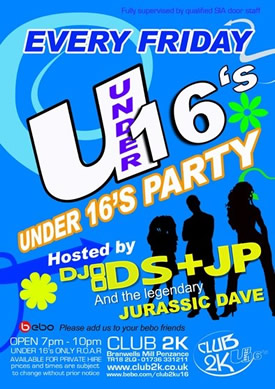 Fully supervised by qualified SIA door staff
EVERY FRIDAY
U UNDER 16's
UNDER 16'S PARTY
Hosted by
DJ DS+JP
And the legendary
JURASSIC DAVE
bebo Please add us to your bebo friends
OPEN 7pm - 10pm
UNDER 16's ONLY R.O.A.R
AVAILABLE FOR PRIVATE HIRE
prices and times are subject
to change without prior notice
CLUB 2K
Branwells Mill Penzance
TR18 2LQ - 01736 331211
www.club2k.co.uk
www.bebo.com/club2ku16
CLUB
2K U16